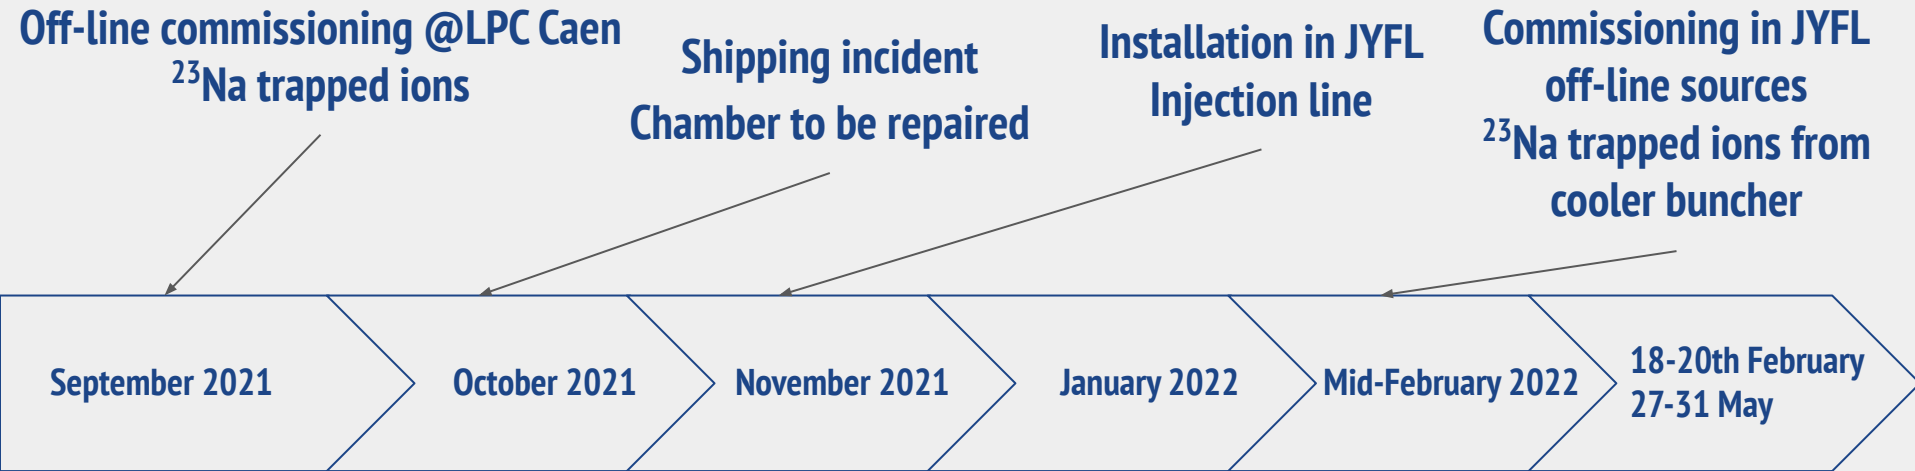 Off-line commissioning @LPC Caen
²³Na trapped ions
Shipping incident
Chamber to be repaired
Installation in JYFL
Injection line
Commissioning in JYFL
off-line sources
²³Na trapped ions from
cooler buncher
September 2021
October 2021
November 2021
January 2022
Mid-February 2022
18-20th February
27-31 May